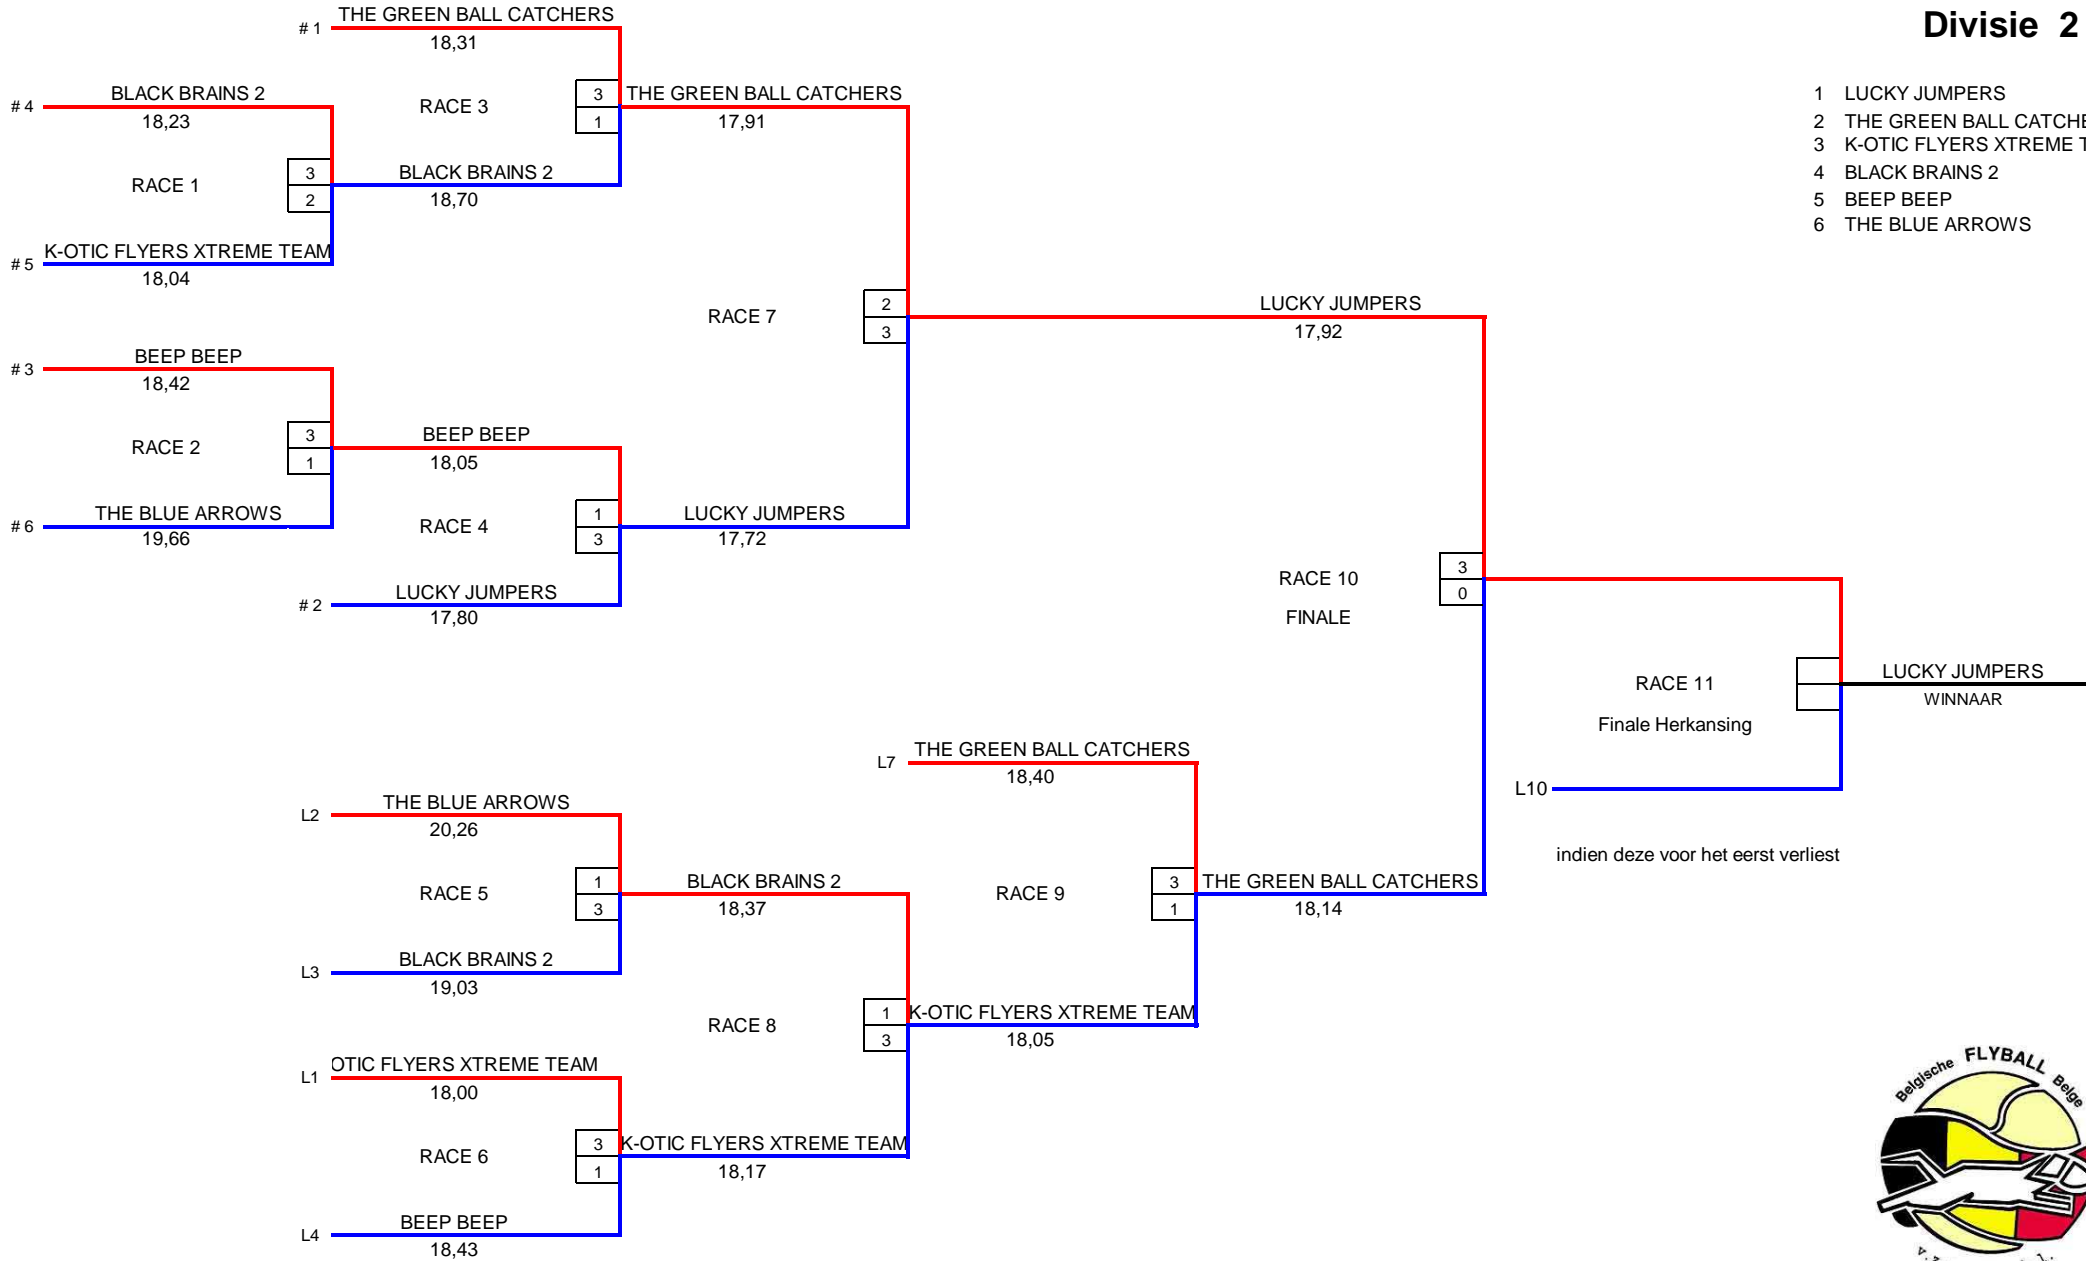 Divisie 2
1 LUCKY JUMPERS
2 THE GREEN BALL CATCHE
3 K-OTIC FLYERS XTREME T
4 BLACK BRAINS 2
5 BEEP BEEP
6 THE BLUE ARROWS
# 1 THE GREEN BALL CATCHERS
18,31
# 4 BLACK BRAINS 2
18,23
RACE 3
3
1
THE GREEN BALL CATCHERS
17,91
RACE 1
3
2
BLACK BRAINS 2
18,70
# 5 K-OTIC FLYERS XTREME TEAM
18,04
RACE 7
2
3
LUCKY JUMPERS
17,92
# 3 BEEP BEEP
18,42
RACE 2
3
1
BEEP BEEP
18,05
# 6 THE BLUE ARROWS
19,66
RACE 4
1
3
LUCKY JUMPERS
17,72
# 2 LUCKY JUMPERS
17,80
RACE 10
FINALE
3
0
RACE 11
Finale Herkansing
LUCKY JUMPERS
WINNAAR
L10
indien deze voor het eerst verliest
L7 THE GREEN BALL CATCHERS
18,40
L2 THE BLUE ARROWS
20,26
RACE 5
1
3
BLACK BRAINS 2
18,37
RACE 9
3
1
THE GREEN BALL CATCHERS
18,14
L3 BLACK BRAINS 2
19,03
RACE 8
1
3
K-OTIC FLYERS XTREME TEAM
18,05
L1 OTIC FLYERS XTREME TEAM
18,00
RACE 6
3
1
K-OTIC FLYERS XTREME TEAM
18,17
L4 BEEP BEEP
18,43
Belgische FLYBALL Belge